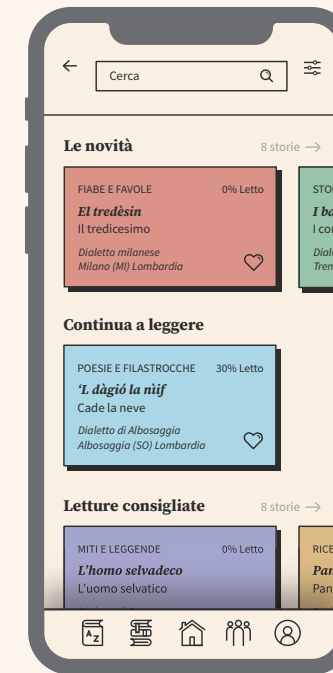 Cerca
Le novità
8 storie
FIABE E FAVOLE
0% Letto
El tredèsin
Il tredicesimo
Dialetto milanese
Milano (MI) Lombardia
Continua a leggere
POESIE E FILASTROCCHE
30% Letto
‘L dàgió la nìif
Cade la neve
Dialetto di Albosaggia
Albosaggia (SO) Lombardia
Letture consigliate
8 storie
MITI E LEGGENDE
0% Letto
L’homo selvadeco
L’uomo selvatico
A Z